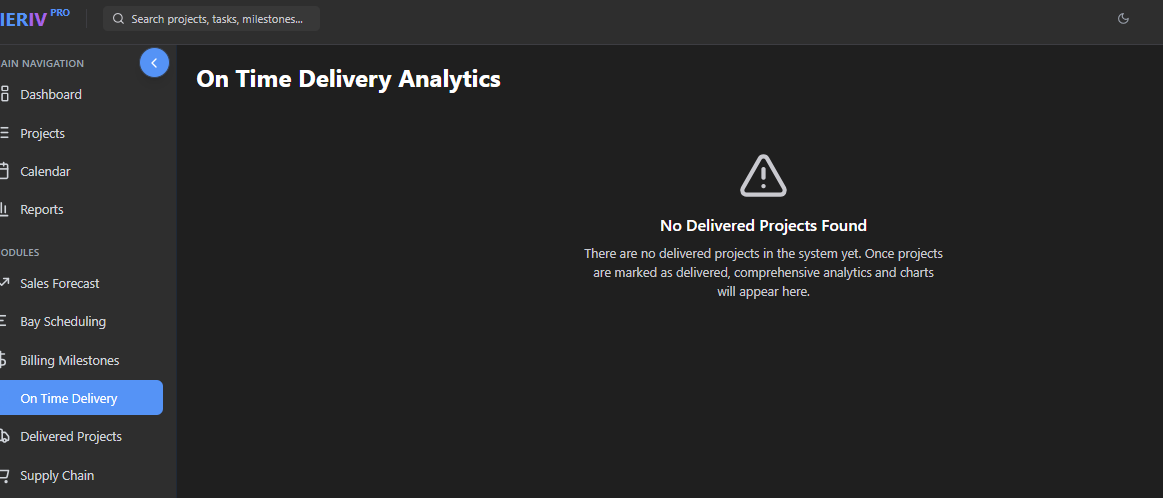 IERIV PRO
Search projects, tasks, milestones...
AIN NAVIGATION
Dashboard
Projects
Calendar
Reports
ODULES
Sales Forecast
Bay Scheduling
Billing Milestones
On Time Delivery
Delivered Projects
Supply Chain
On Time Delivery Analytics
No Delivered Projects Found
There are no delivered projects in the system yet. Once projects
are marked as delivered, comprehensive analytics and charts
will appear here.